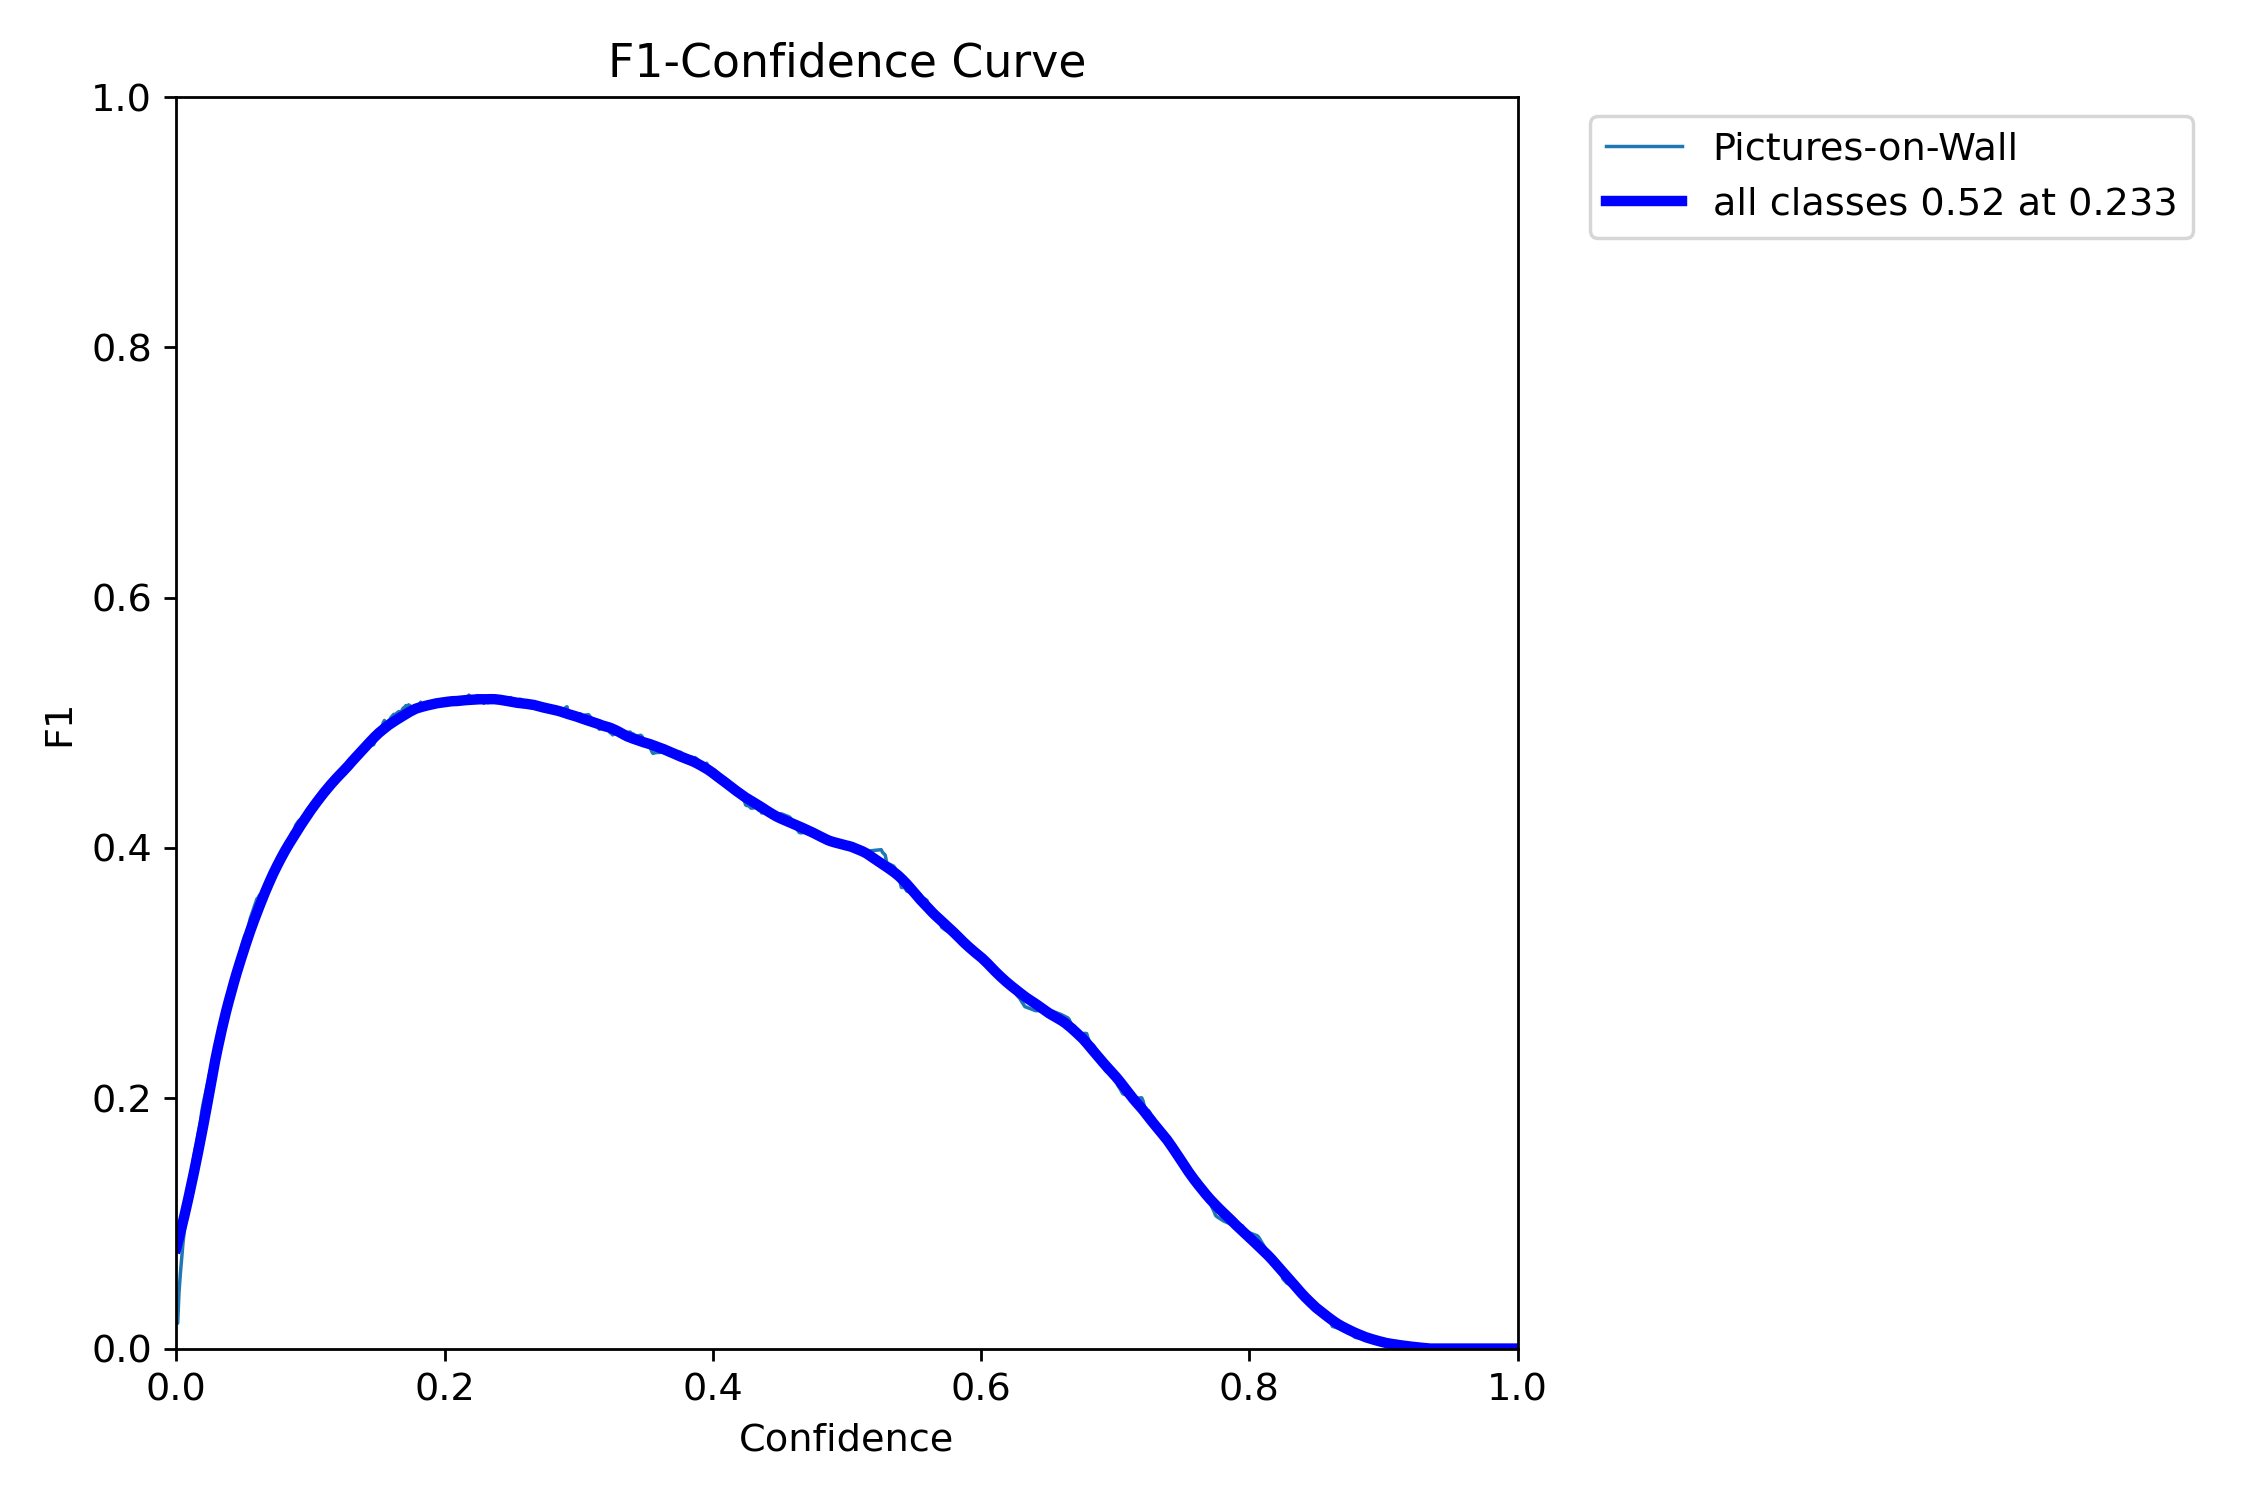 F1-Confidence Curve
1.0
0.8
0.6
0.4
0.2
0.0
F1
0.0 0.2 0.4 0.6 0.8 1.0
Confidence
Pictures-on-Wall
all classes 0.52 at 0.233